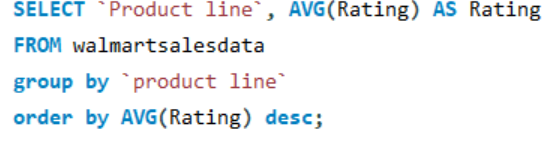 SELECT `Product line`, AVG(Rating) AS Rating
FROM walmartsalesdata
group by `product line`
order by AVG(Rating) desc;